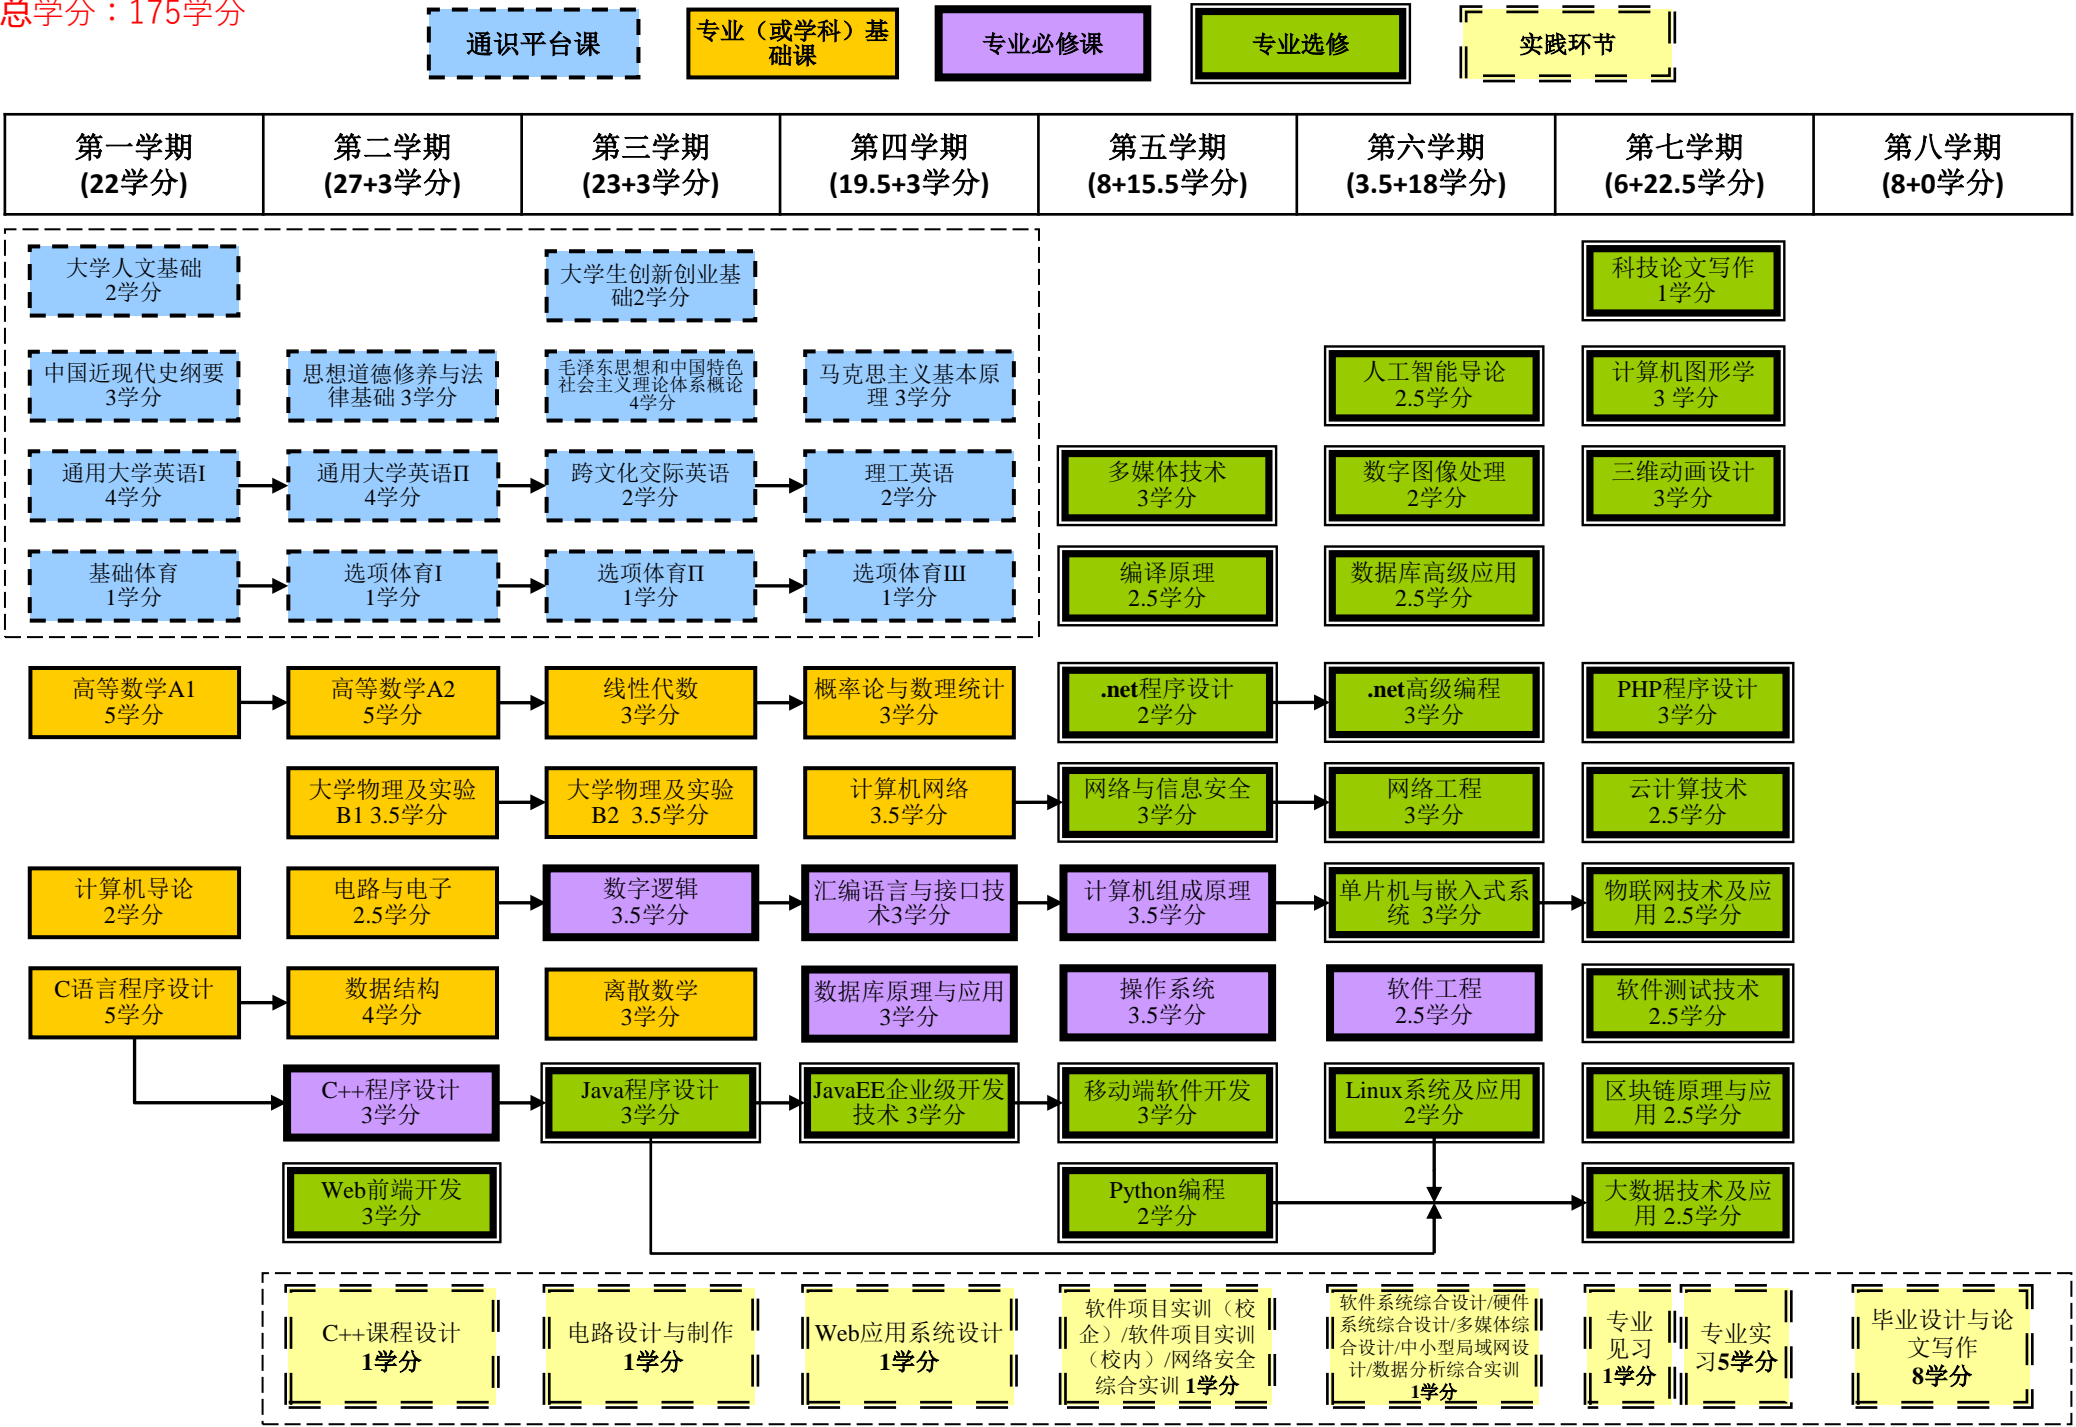 总学分：175学分
通识平台课
专业（或学科）基
础课
专业必修课
专业选修
实践环节
第一学期
(22学分)
第二学期
(27+3学分)
第三学期
(23+3学分)
第四学期
(19.5+3学分)
第五学期
(8+15.5学分)
第六学期
(3.5+18学分)
第七学期
(6+22.5学分)
第八学期
(8+0学分)
大学人文基础
2学分
大学生创新创业基
础2学分
科技论文写作
1学分
中国近现代史纲要
3学分
思想道德修养与法
律基础 3学分
毛泽东思想和中国特色
社会主义理论体系概论
4学分
马克思主义基本原
理 3学分
人工智能导论
2.5学分
计算机图形学
3 学分
通用大学英语I
4学分
通用大学英语Π
4学分
跨文化交际英语
2学分
理工英语
2学分
多媒体技术
3学分
数字图像处理
2学分
三维动画设计
3学分
基础体育
1学分
选项体育I
1学分
选项体育Π
1学分
选项体育Ш
1学分
编译原理
2.5学分
数据库高级应用
2.5学分
高等数学A1
5学分
高等数学A2
5学分
线性代数
3学分
概率论与数理统计
3学分
.net程序设计
2学分
.net高级编程
3学分
PHP程序设计
3学分
大学物理及实验
B1 3.5学分
大学物理及实验
B2 3.5学分
计算机网络
3.5学分
网络与信息安全
3学分
网络工程
3学分
云计算技术
2.5学分
计算机导论
2学分
电路与电子
2.5学分
数字逻辑
3.5学分
汇编语言与接口技
术3学分
计算机组成原理
3.5学分
单片机与嵌入式系
统 3学分
物联网技术及应
用 2.5学分
C语言程序设计
5学分
数据结构
4学分
离散数学
3学分
数据库原理与应用
3学分
操作系统
3.5学分
软件工程
2.5学分
软件测试技术
2.5学分
C++程序设计
3学分
Java程序设计
3学分
JavaEE企业级开发
技术 3学分
移动端软件开发
3学分
Linux系统及应用
2学分
区块链原理与应
用 2.5学分
Web前端开发
3学分
Python编程
2学分
大数据技术及应
用 2.5学分
C++课程设计
1学分
电路设计与制作
1学分
Web应用系统设计
1学分
软件项目实训（校
企）/软件项目实训
（校内）/网络安全
综合实训 1学分
软件系统综合设计/硬件
系统综合设计/多媒体综
合设计/中小型局域网设
计/数据分析综合实训
1学分
专业
见习
1学分
专业实
习5学分
毕业设计与论
文写作
8学分